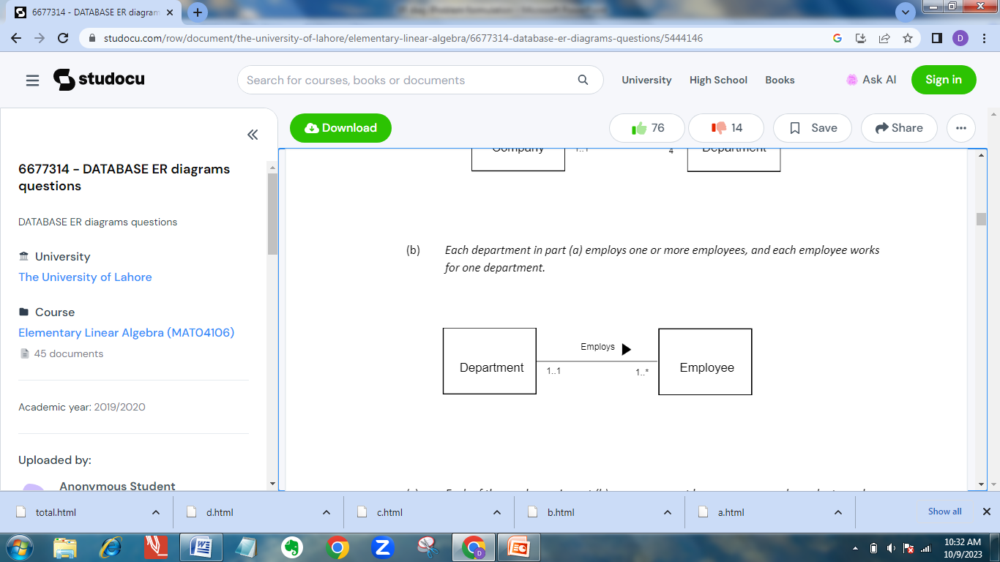 6677314 - DATABASE ER diagram
studocu.com/row/document/the-university-of-lahore/elementary-linear-algebra/6677314-database-er-diagrams-questions/5444146
D
studocu
Search for courses, books or documents
University
High School
Books
Ask AI
Sign in
Download
76
14
Save
Share
6677314 - DATABASE ER diagrams
questions
DATABASE ER diagrams questions
University
The University of Lahore
Course
Elementary Linear Algebra (MAT04106)
45 documents
Academic year: 2019/2020
Uploaded by:
Anonymous Student
Company
1..1
4
Department
(b) Each department in part (a) employs one or more employees, and each employee works
for one department.
Department
Employs
1..1
1..*
Employee
total.html
d.html
c.html
b.html
a.html
Show all
10:32 AM
10/9/2023